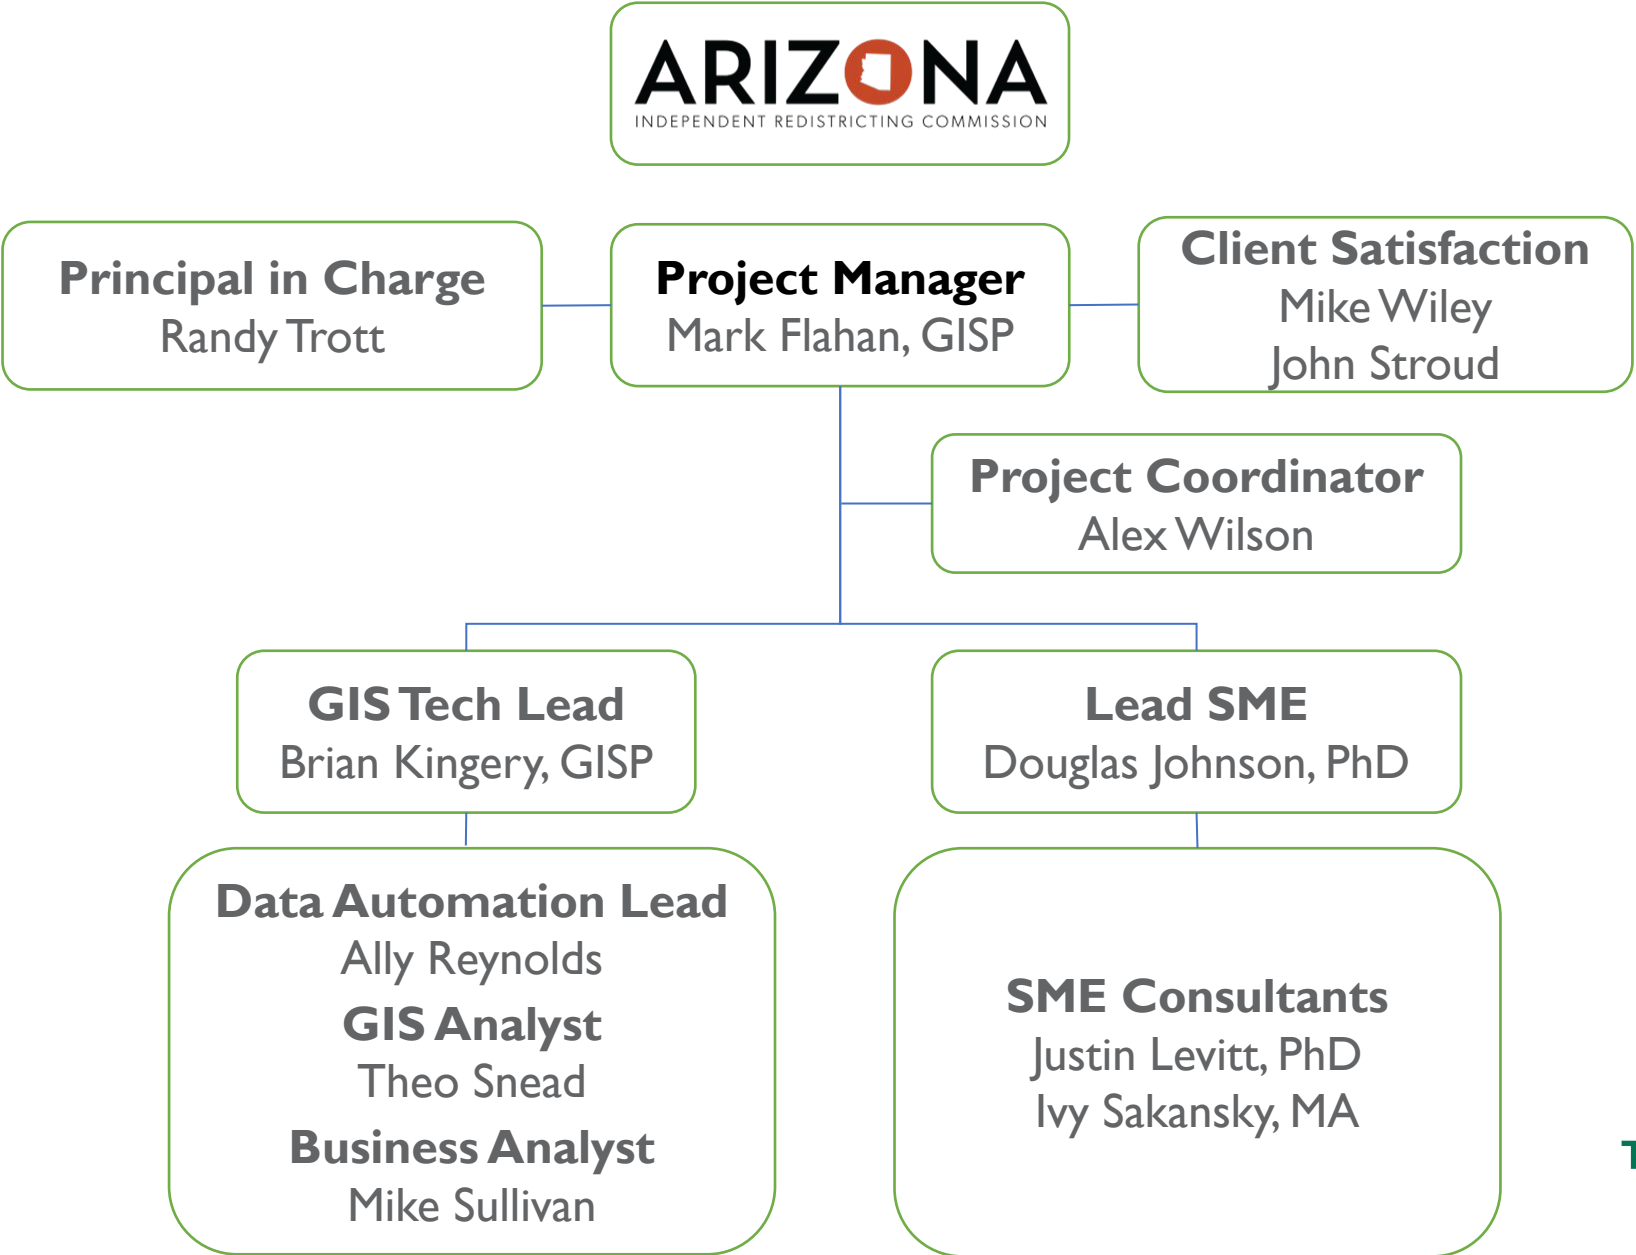 ARIZONA
INDEPENDENT REDISTRICTING COMMISSION
Principal in Charge
Randy Trott
Project Manager
Mark Flahan, GISP
Client Satisfaction
Mike Wiley
John Stroud
Project Coordinator
Alex Wilson
GIS Tech Lead
Brian Kingery, GISP
Lead SME
Douglas Johnson, PhD
Data Automation Lead
Ally Reynolds
GIS Analyst
Theo Snead
Business Analyst
Mike Sullivan
SME Consultants
Justin Levitt, PhD
Ivy Sakansky, MA